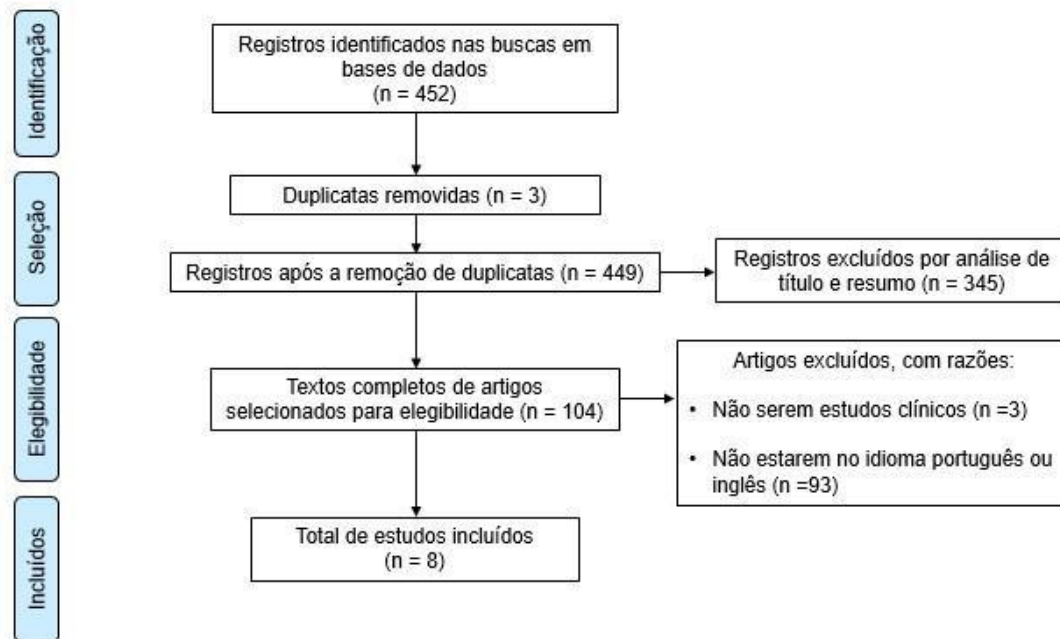 Identificação
Registros identificados nas buscas em
bases de dados
(n = 452)
Seleção
Duplicatas removidas (n = 3)
Registros após a remoção de duplicatas (n = 449)
Registros excluídos por análise de
título e resumo (n = 345)
Elegibilidade
Textos completos de artigos
selecionados para elegibilidade (n = 104)
Artigos excluídos, com razões:
• Não serem estudos clínicos (n =3)
• Não estarem no idioma português ou
inglês (n =93)
Incluídos
Total de estudos incluídos
(n = 8)